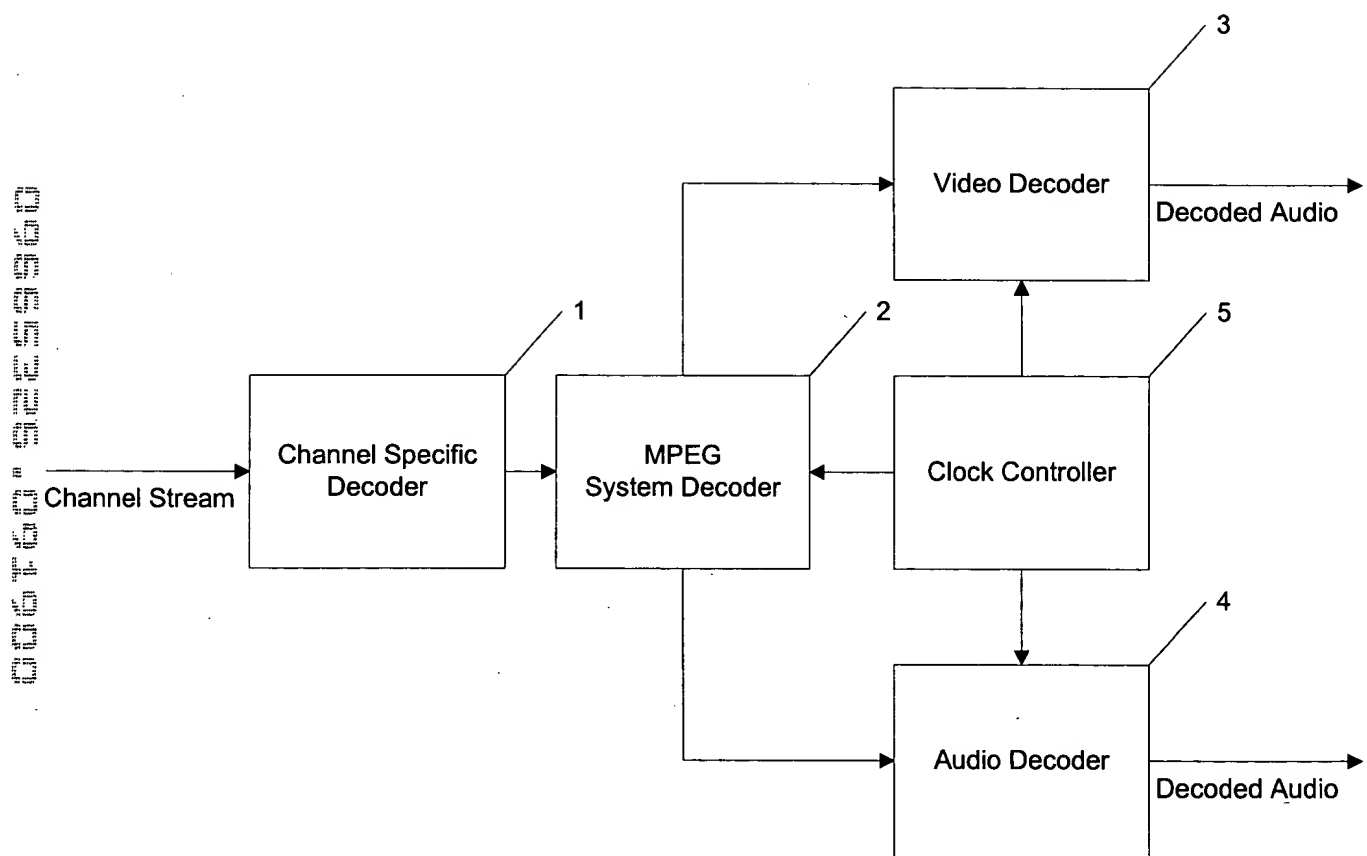 3
Video Decoder
Decoded Audio
1
2
5
Channel Specific
Decoder
MPEG
System Decoder
Clock Controller
Channel Stream
4
Audio Decoder
Decoded Audio